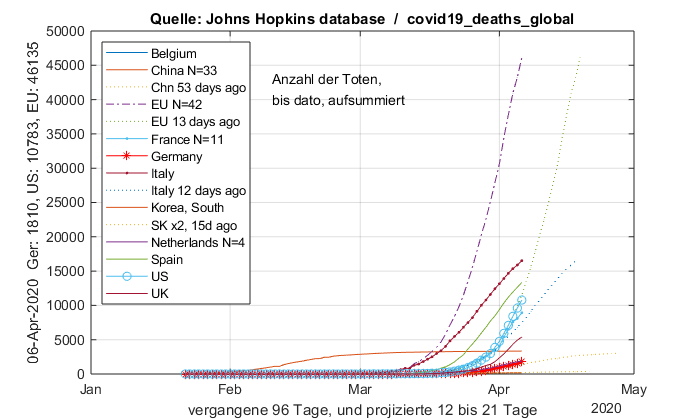 Quelle: Johns Hopkins database / covid19_deaths_global
06-Apr-2020 Ger: 1810, US: 10783, EU: 46135
50000
45000
40000
35000
30000
25000
20000
15000
10000
5000
0
Belgium
China N=33
Chn 53 days ago
EU N=42
EU 13 days ago
France N=11
Germany
Italy
Italy 12 days ago
Korea, South
SK x2, 15d ago
Netherlands N=4
Spain
US
UK
Anzahl der Toten,
bis dato, aufsummiert
Jan Feb Mar Apr May
2020
vergangene 96 Tage, und projizierte 12 bis 21 Tage